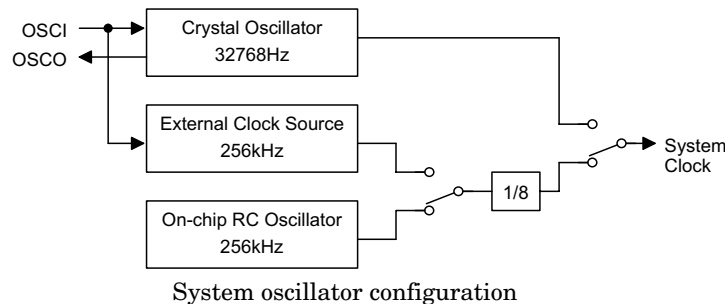 OSCI
OSCO
Crystal Oscillator
32768Hz
External Clock Source
256kHz
On-chip RC Oscillator
256kHz
1/8
System
Clock
System oscillator configuration